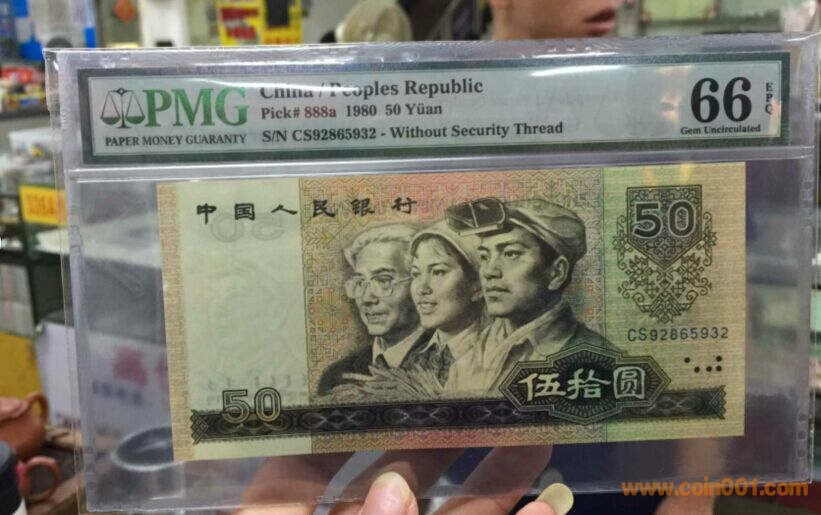 PMG
PAPER MONEY GUARANTY
China / Peoples Republic
Pick# 888a 1980 50 Yüan
S/N CS92865932 - Without Security Thread
66
EPQ
Gem Uncirculated
中国人民银行
50
CS92865932
50
伍拾圆
www.coin001.com